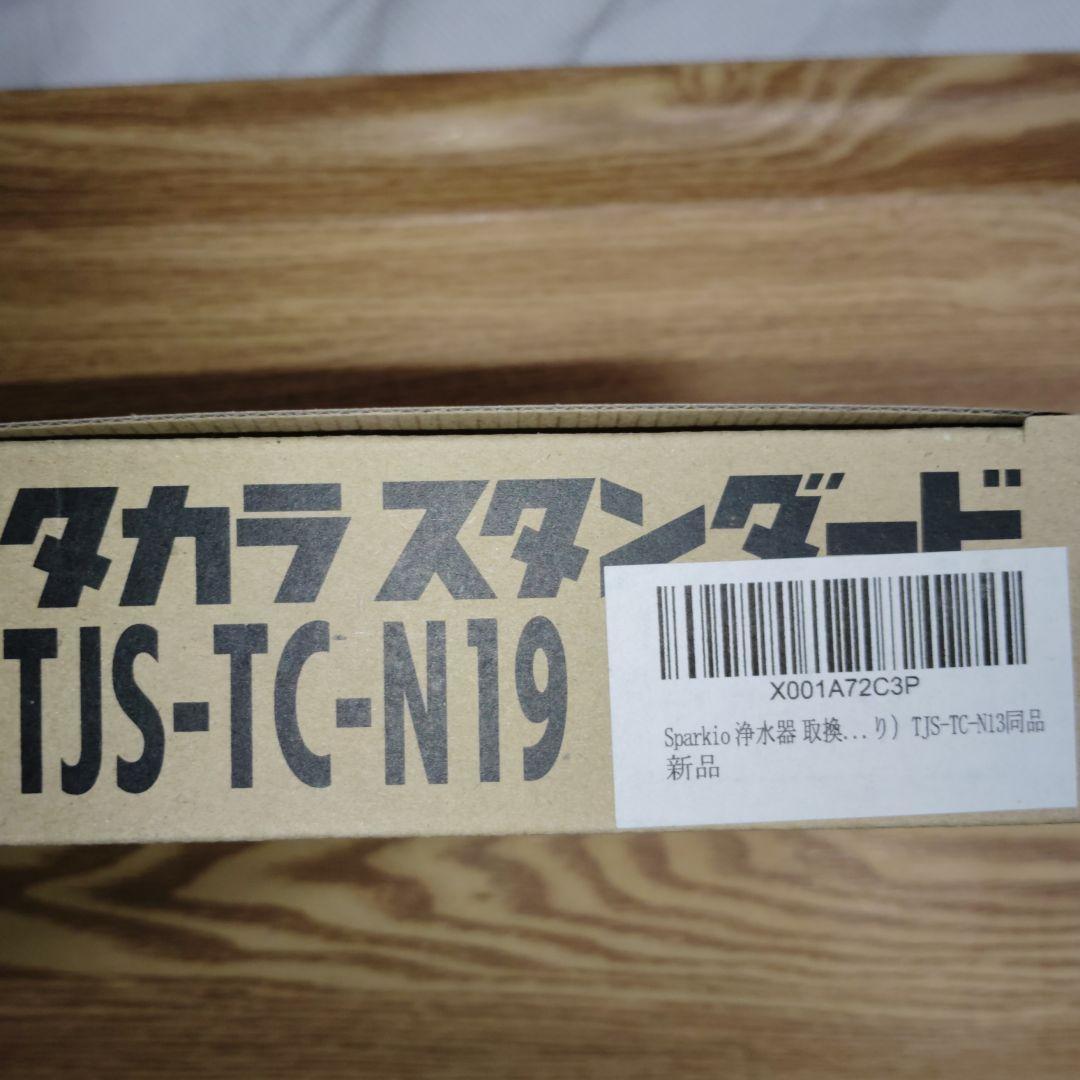 タカラスタンダード
TJS-TC-N19
X001A72C3P
Sparkio 浄水器 取換...り) TJS-TC-N13同品
新品